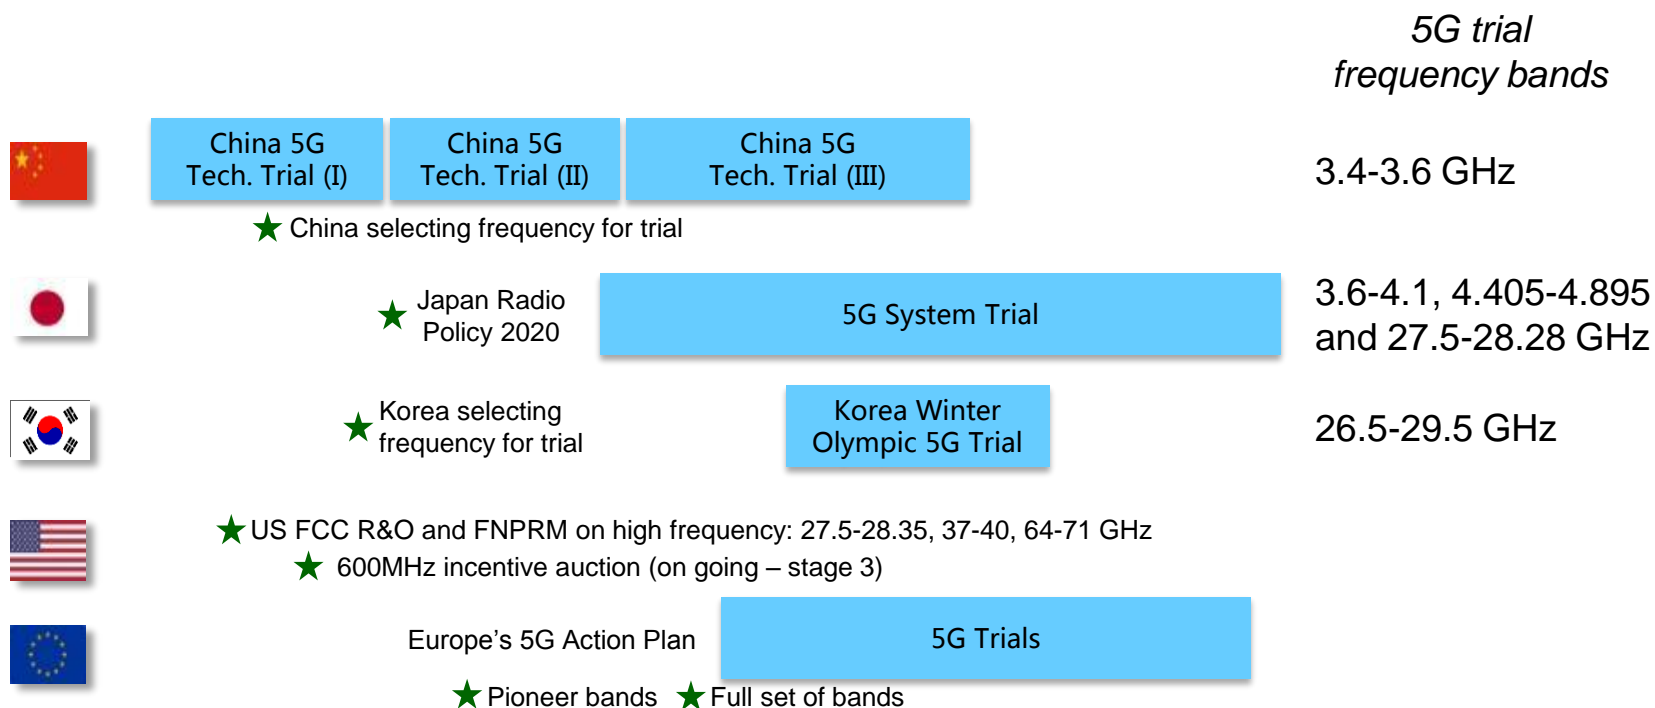 5G trial
frequency bands
China 5G
Tech. Trial (I)
China 5G
Tech. Trial (II)
China 5G
Tech. Trial (III)
3.4-3.6 GHz
China selecting frequency for trial
Japan Radio
Policy 2020
5G System Trial
3.6-4.1, 4.405-4.895
and 27.5-28.28 GHz
Korea selecting
frequency for trial
Korea Winter
Olympic 5G Trial
26.5-29.5 GHz
US FCC R&O and FNPRM on high frequency: 27.5-28.35, 37-40, 64-71 GHz
600MHz incentive auction (on going – stage 3)
Europe's 5G Action Plan
5G Trials
Pioneer bands
Full set of bands